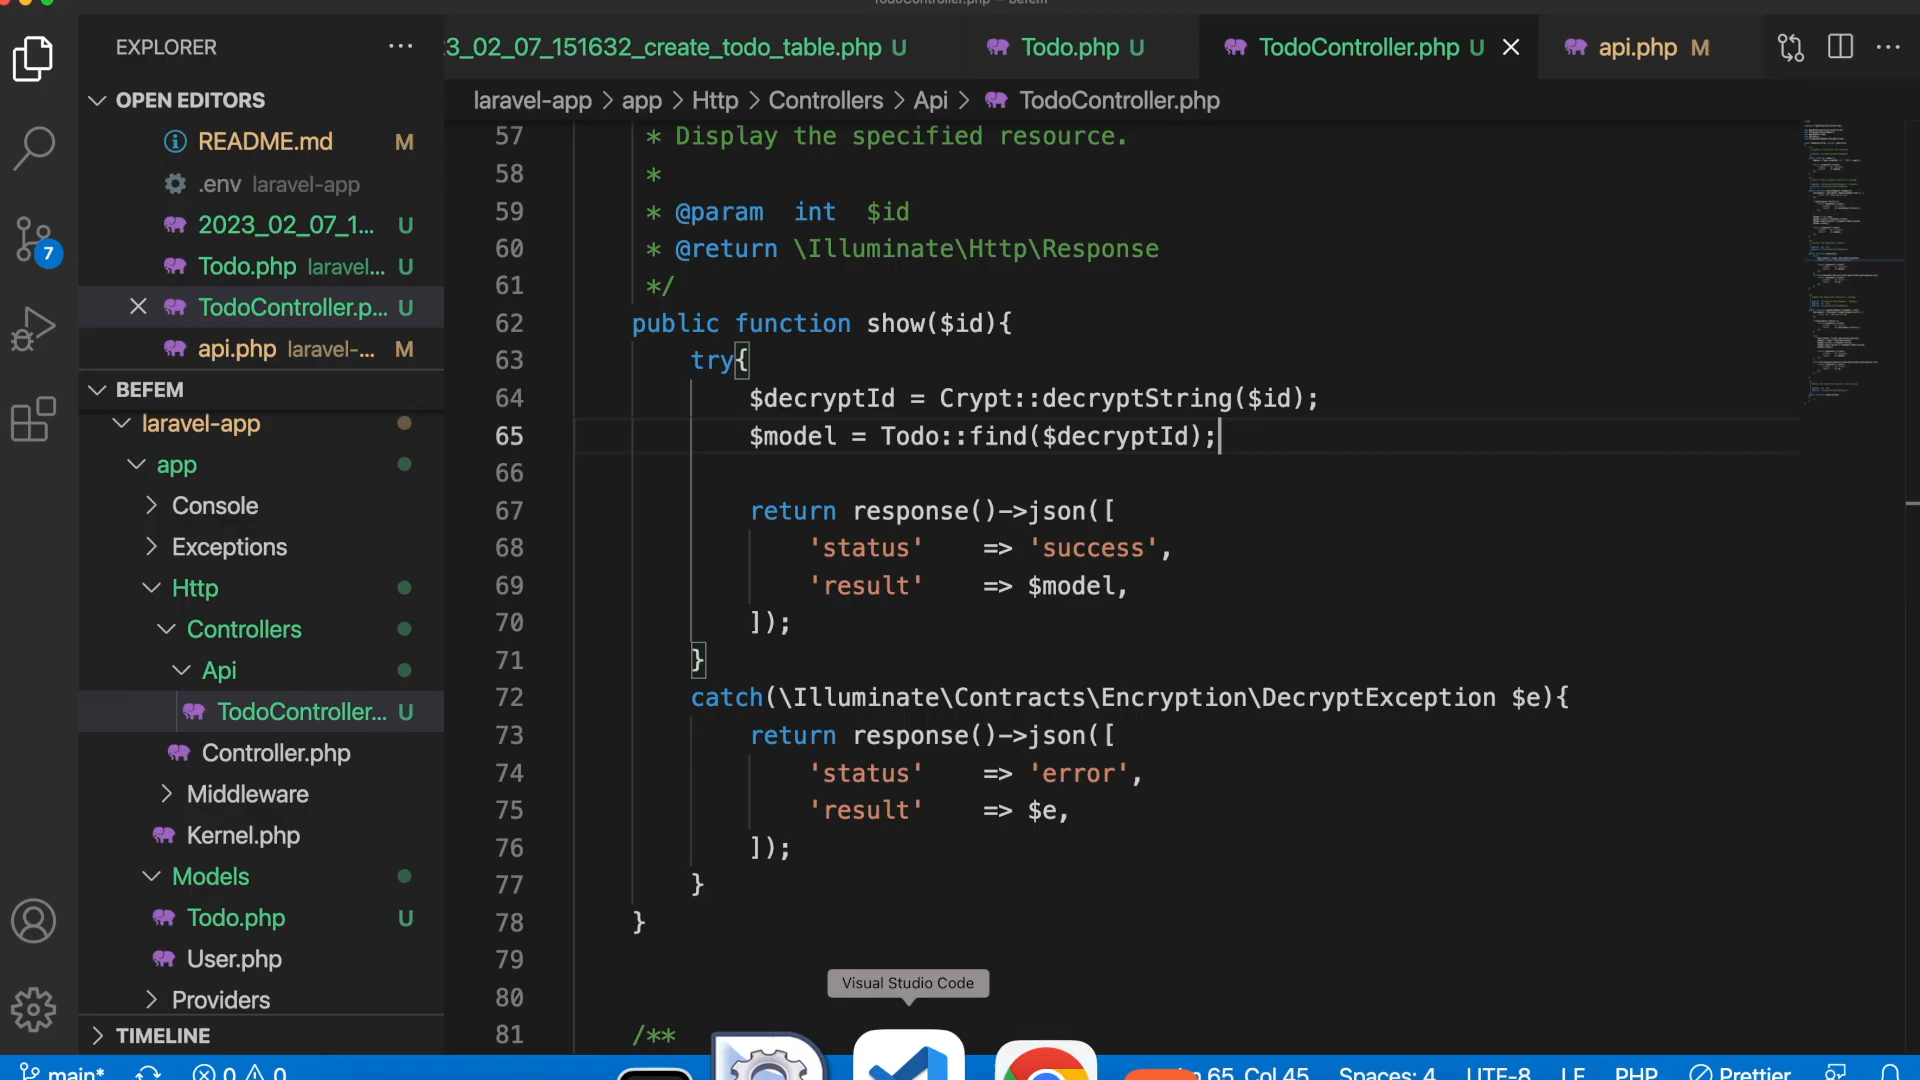 EXPLORER
OPEN EDITORS
README.md M
.env laravel-app
2023_02_07_1... U
Todo.php laravel... U
TodoController.p... U
api.php laravel-... M
BEFEM
laravel-app
app
Console
Exceptions
Http
Controllers
Api
TodoController... U
Controller.php
Middleware
Kernel.php
Models
Todo.php U
User.php
Providers
TIMELINE
7
TodoController.php — befem
3_02_07_151632_create_todo_table.php U
Todo.php U
TodoController.php U
api.php M
laravel-app > app > Http > Controllers > Api > TodoController.php
57 * Display the specified resource.
58 *
59 * @param  int  $id
60 * @return \Illuminate\Http\Response
61 */
62 public function show($id){
63 try{
64 $decryptId = Crypt::decryptString($id);
65 $model = Todo::find($decryptId);
66
67 return response()->json([
68 'status'    => 'success',
69 'result'    => $model,
70 ]);
71 }
72 catch(\Illuminate\Contracts\Encryption\DecryptException $e){
73 return response()->json([
74 'status'    => 'error',
75 'result'    => $e,
76 ]);
77 }
78 }
79
80
81 /**
Visual Studio Code
main* 0 0
Ln 65, Col 45 Spaces: 4 UTF-8 LF PHP Prettier